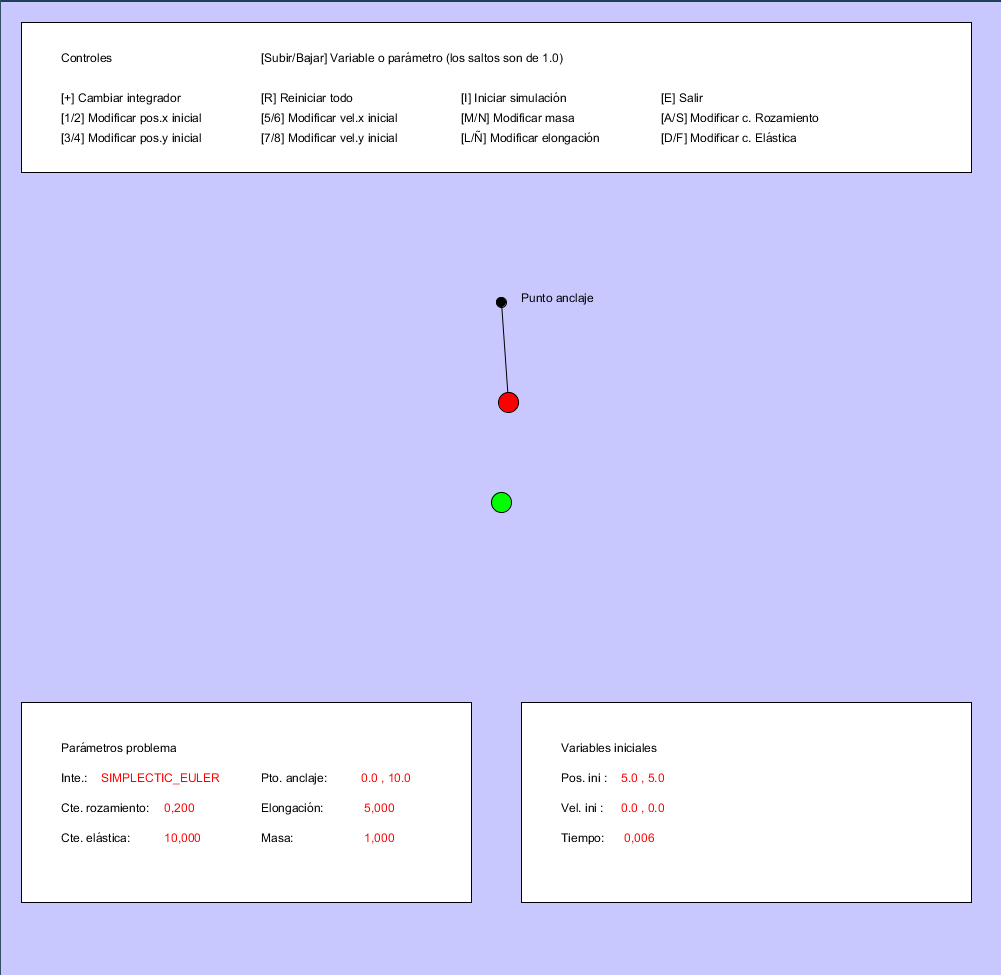 Controles [Subir/Bajar] Variable o parámetro (los saltos son de 1.0)
[+] Cambiar integrador [R] Reiniciar todo [I] Iniciar simulación [E] Salir
[1/2] Modificar pos.x inicial [5/6] Modificar vel.x inicial [M/N] Modificar masa [A/S] Modificar c. Rozamiento
[3/4] Modificar pos.y inicial [7/8] Modificar vel.y inicial [L/Ñ] Modificar elongación [D/F] Modificar c. Elástica
Punto anclaje
Parámetros problema
Inte.: SIMPLECTIC_EULER Pto. anclaje: 0.0 , 10.0
Cte. rozamiento: 0,200 Elongación: 5,000
Cte. elástica: 10,000 Masa: 1,000
Variables iniciales
Pos. ini : 5.0 , 5.0
Vel. ini : 0.0 , 0.0
Tiempo: 0,006